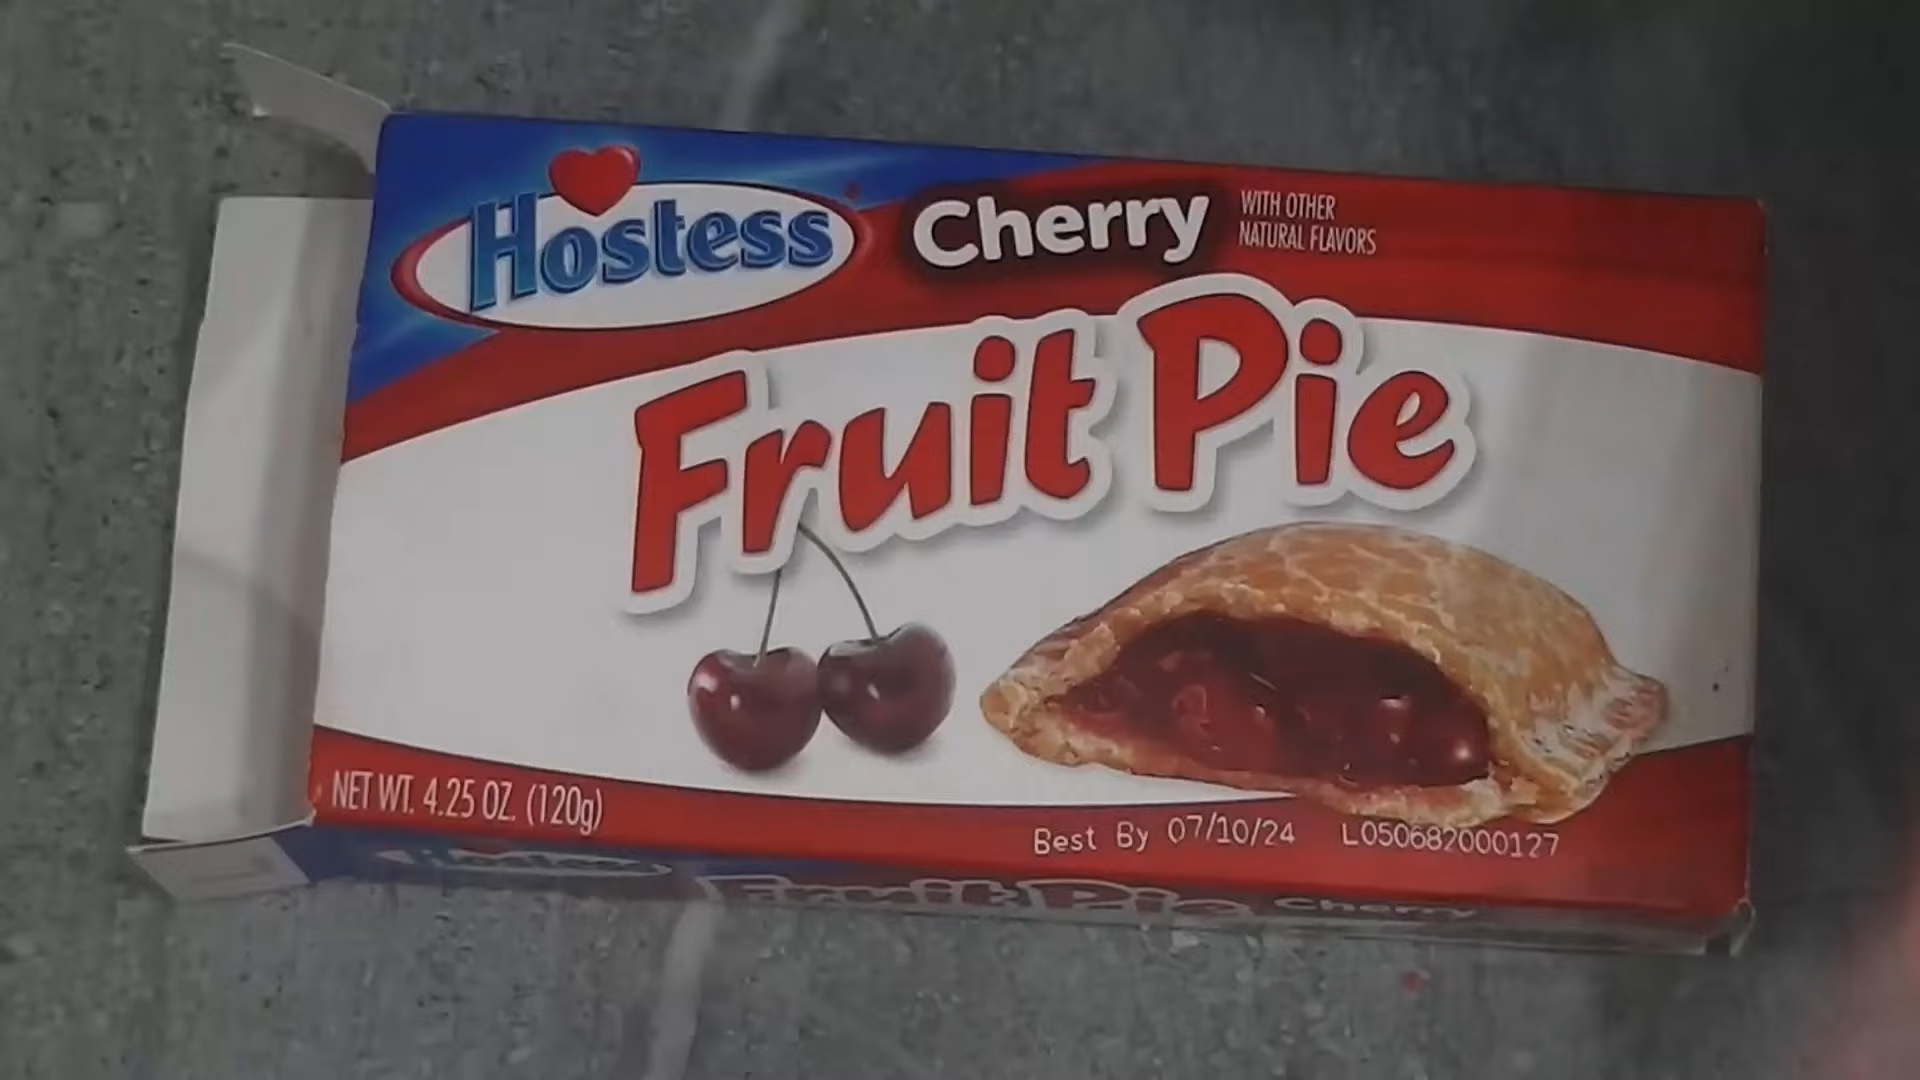 Hostess
Cherry
WITH OTHER
NATURAL FLAVORS
Fruit Pie
NET WT. 4.25 OZ. (120g)
Best By 07/10/24 L050682000127
Hostess
Fruit Pie Cherry